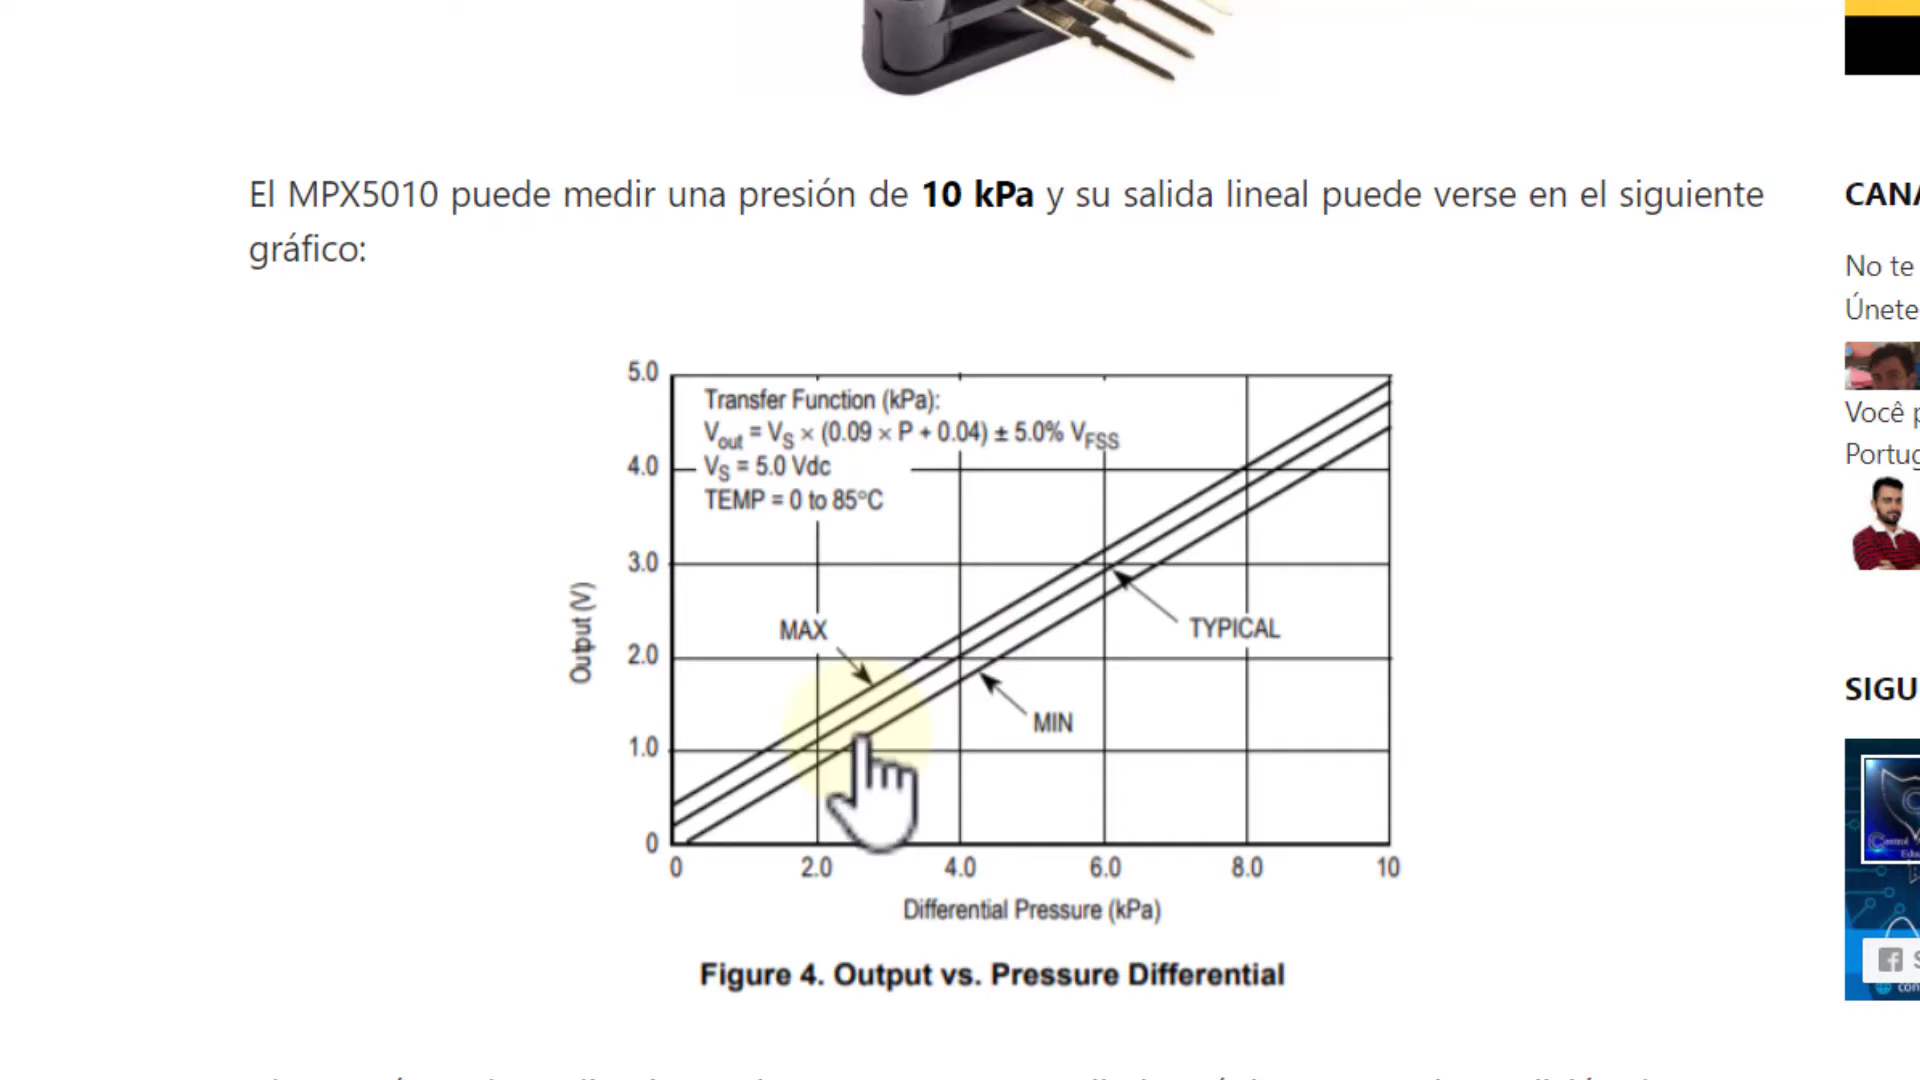 El MPX5010 puede medir una presión de 10 kPa y su salida lineal puede verse en el siguiente
gráfico:
5.0
4.0
3.0
2.0
1.0
0
Output (V)
Transfer Function (kPa):
Vout = VS × (0.09 × P + 0.04) ± 5.0% VFSS
VS = 5.0 Vdc
TEMP = 0 to 85°C
MAX
TYPICAL
MIN
0 2.0 4.0 6.0 8.0 10
Differential Pressure (kPa)
Figure 4. Output vs. Pressure Differential
CANA
No te
Únete
Você p
Portug
SIGU